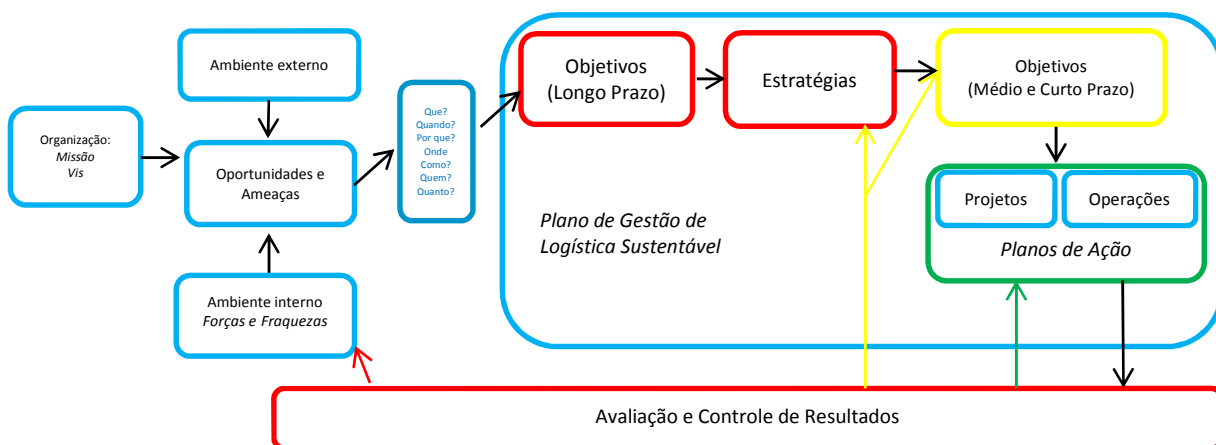 Ambiente externo
Organização:
Missão
Vis
Oportunidades e
Ameaças
Ambiente interno
Forças e Fraquezas
Que?
Quando?
Por que?
Onde
Como?
Quem?
Quanto?
Objetivos
(Longo Prazo)
Estratégias
Objetivos
(Médio e Curto Prazo)
Projetos
Operações
Planos de Ação
Plano de Gestão de
Logística Sustentável
Avaliação e Controle de Resultados